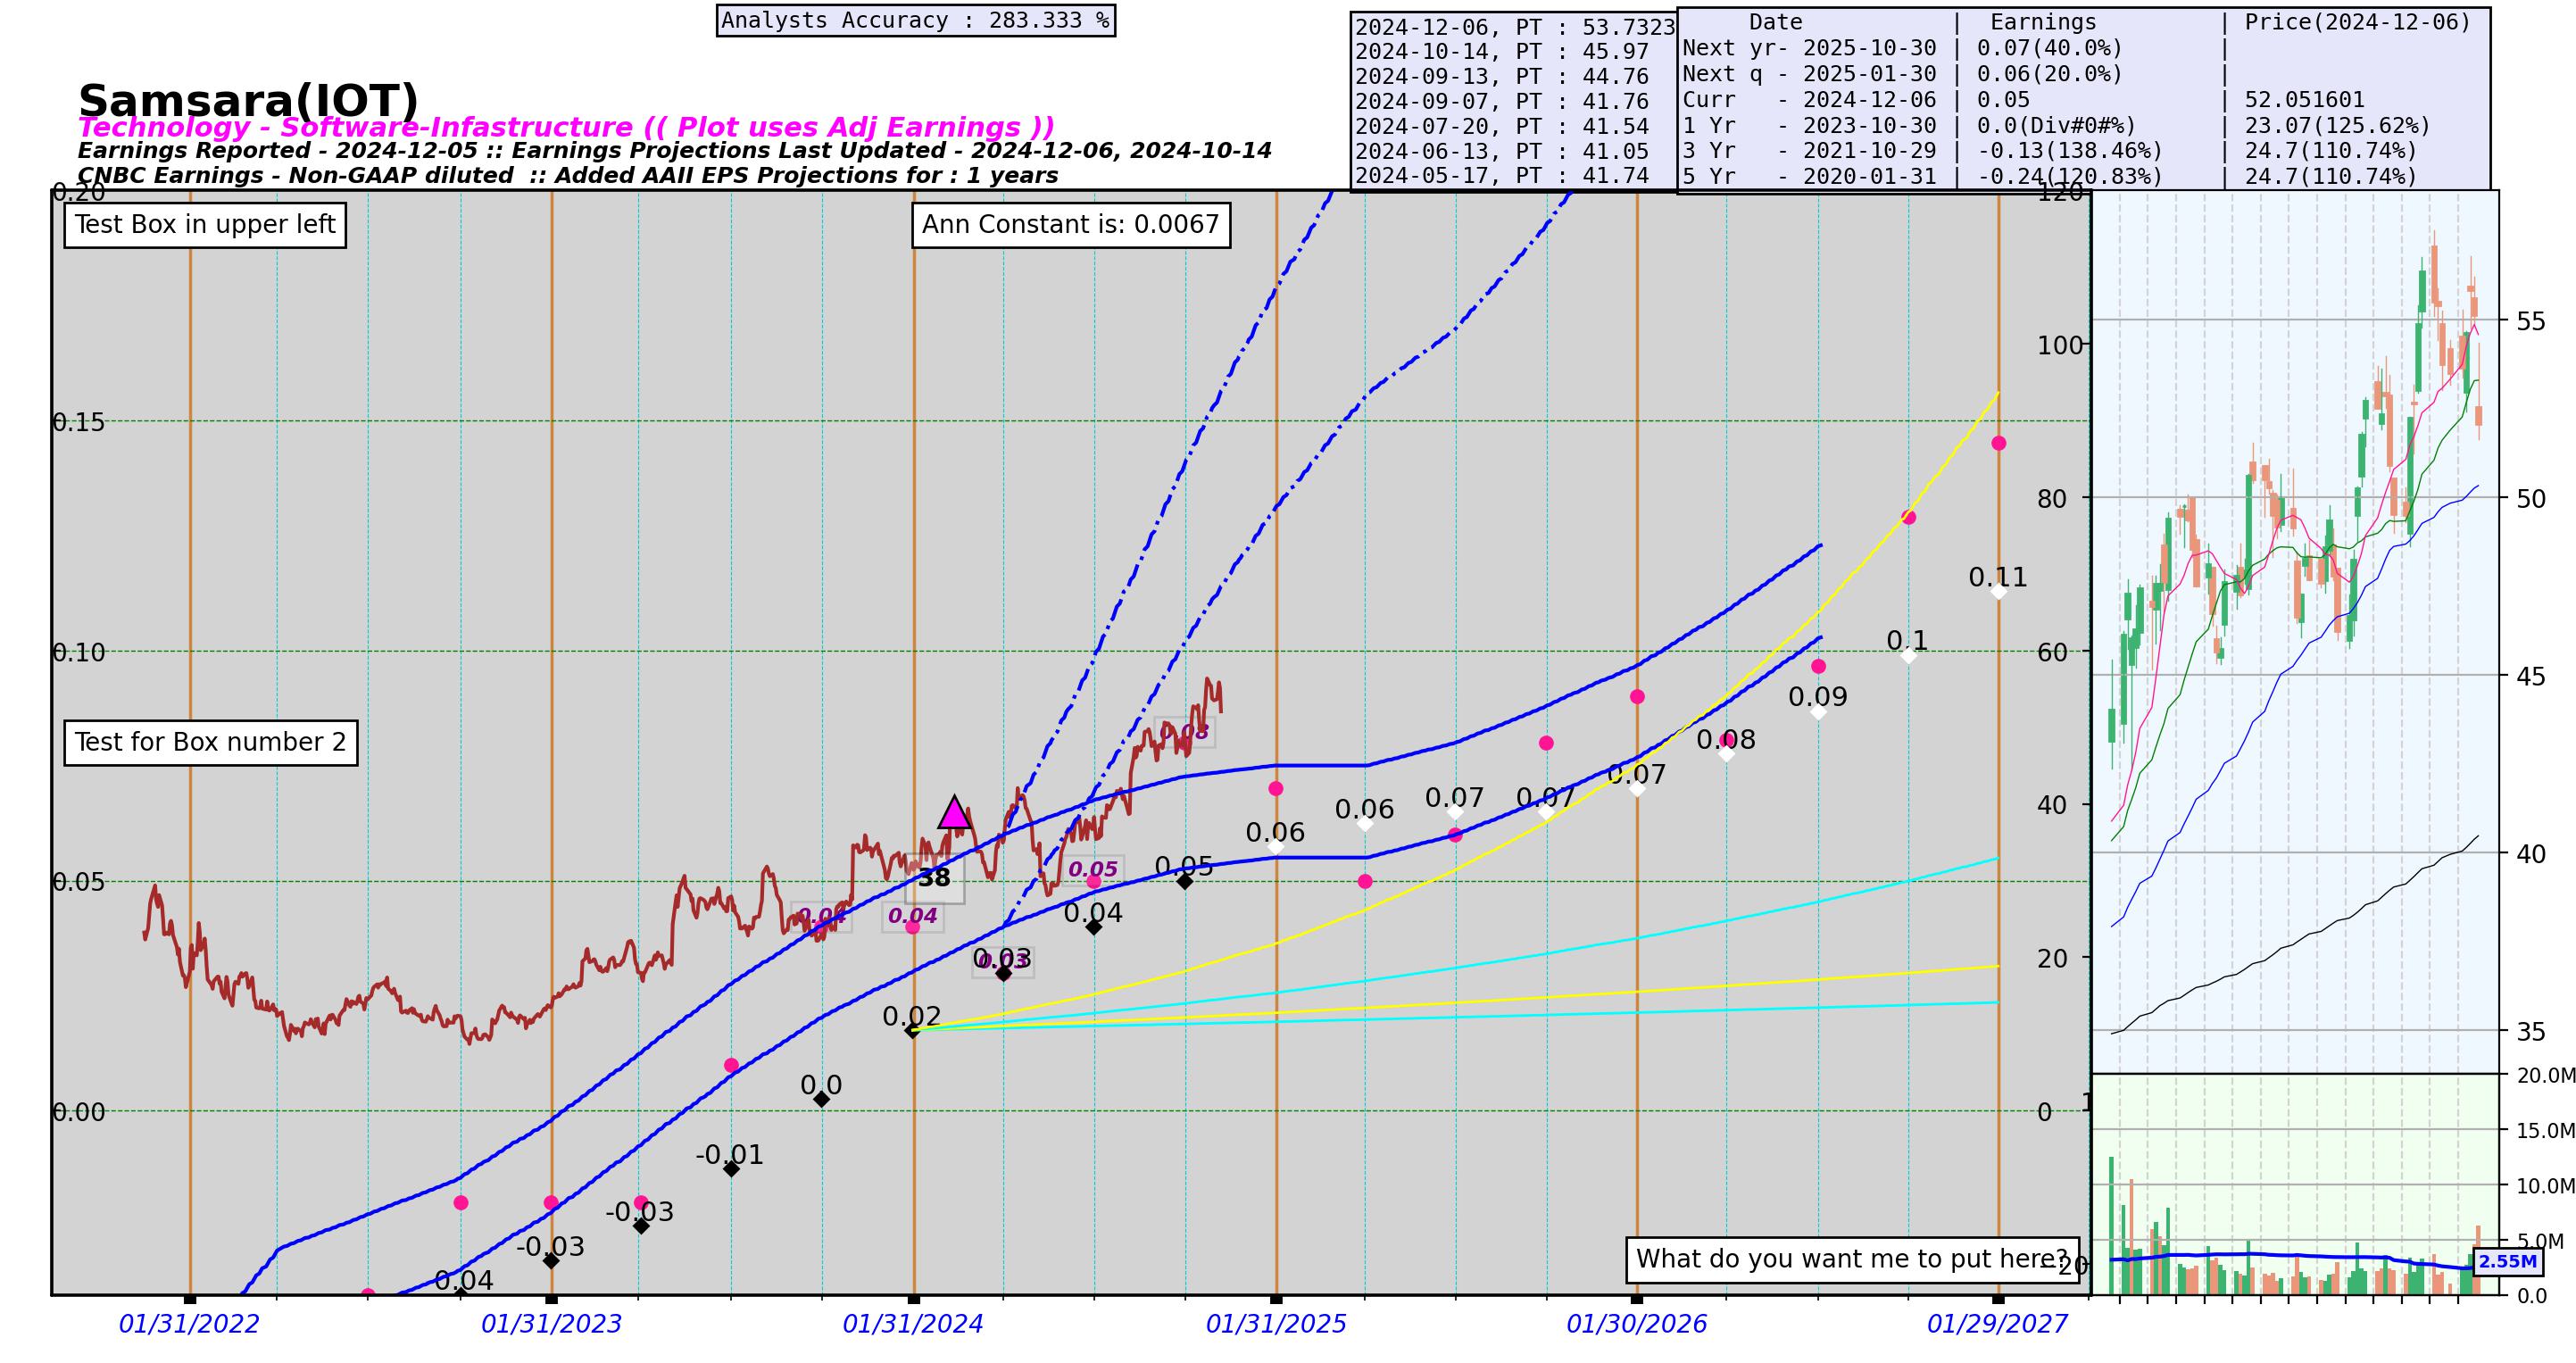 Analysts Accuracy : 283.333 %
2024-12-06, PT : 53.7323
2024-10-14, PT : 45.97
2024-09-13, PT : 44.76
2024-09-07, PT : 41.76
2024-07-20, PT : 41.54
2024-06-13, PT : 41.05
2024-05-17, PT : 41.74
Date | Earnings | Price(2024-12-06)
Next yr- 2025-10-30 | 0.07(40.0%) |
Next q - 2025-01-30 | 0.06(20.0%) |
Curr - 2024-12-06 | 0.05 | 52.051601
1 Yr - 2023-10-30 | 0.0(Div#0#%) | 23.07(125.62%)
3 Yr - 2021-10-29 | -0.13(138.46%) | 24.7(110.74%)
5 Yr - 2020-01-31 | -0.24(120.83%) | 24.7(110.74%)
Samsara(IOT)
Technology - Software-Infastructure (( Plot uses Adj Earnings ))
Earnings Reported - 2024-12-05 :: Earnings Projections Last Updated - 2024-12-06, 2024-10-14
CNBC Earnings - Non-GAAP diluted :: Added AAII EPS Projections for : 1 years
0.20
0.15
0.10
0.05
0.00
Test Box in upper left
Ann Constant is: 0.0067
Test for Box number 2
What do you want me to put here?
38
0.04
0.04
0.03
0.05
0.08
0.04
-0.03
-0.03
-0.01
0.0
0.02
0.03
0.04
0.05
0.06
0.06
0.07
0.07
0.07
0.08
0.09
0.1
0.11
120
100
80
60
40
20
0
-20
1
55
50
45
40
35
20.0M
15.0M
10.0M
5.0M
2.55M
0.0
01/31/2022
01/31/2023
01/31/2024
01/31/2025
01/30/2026
01/29/2027